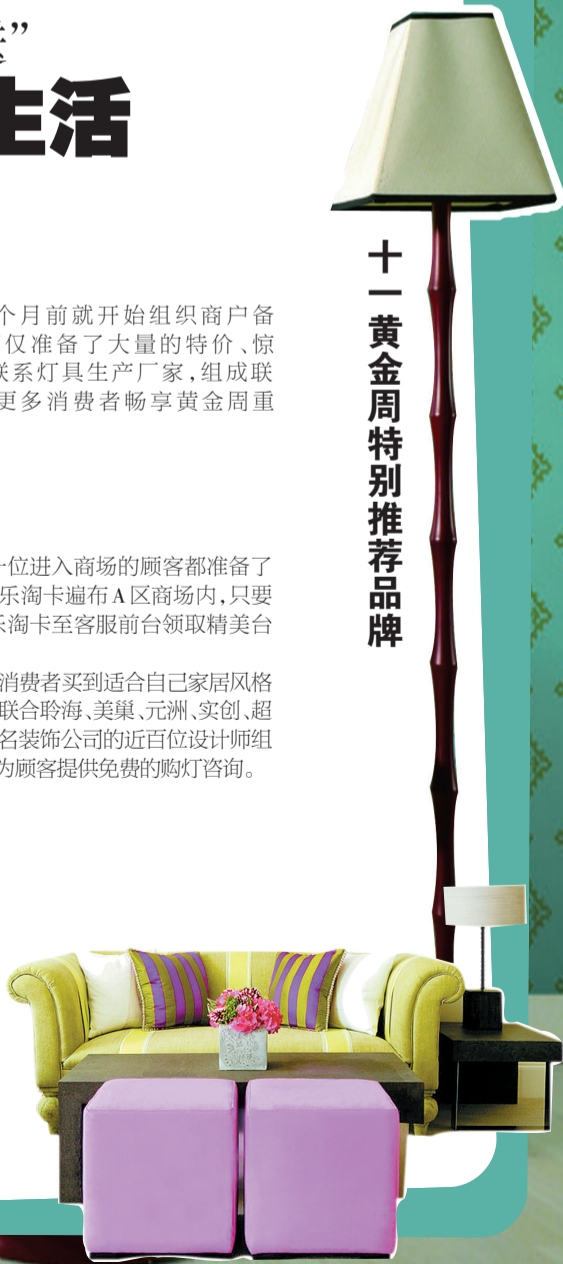 ”
生活
个月前就开始组织商户备
仅准备了大量的特价、惊
联系灯具生产厂家，组成联
更多消费者畅享黄金周重
一位进入商场的顾客都准备了
乐淘卡遍布A区商场内，只要
乐淘卡至客服前台领取精美台
消费者买到适合自己家居风格
联合聆海、美巢、元洲、实创、超
名装饰公司的近百位设计师组
为顾客提供免费的购灯咨询。
十一黄金周特别推荐品牌